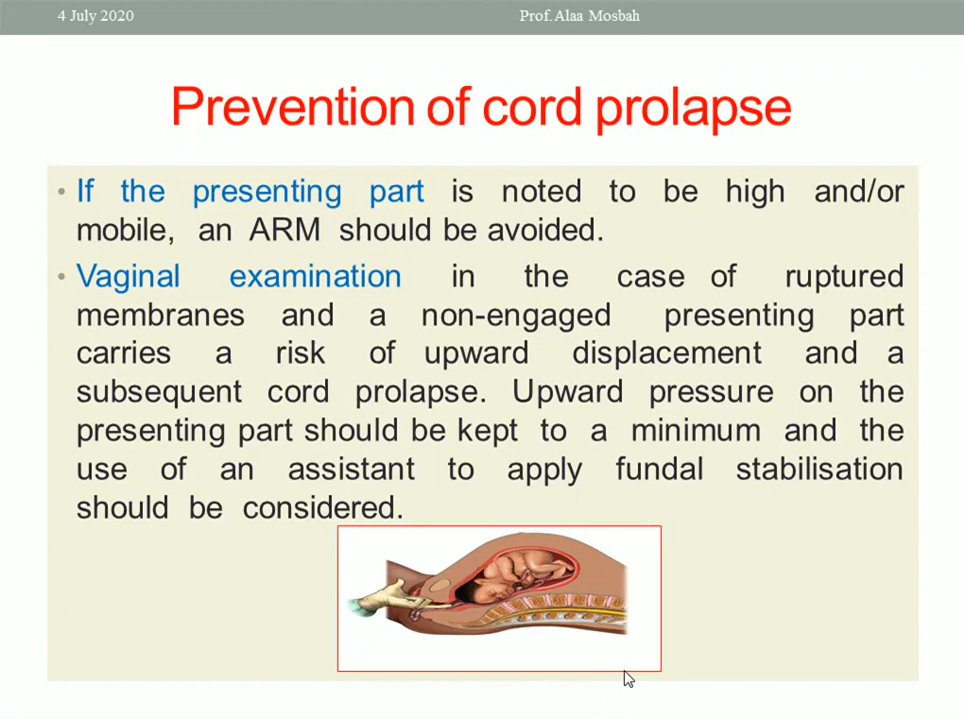 4 July 2020
Prof.Alaa Mosbah
Prevention of cord prolapse
• If the presenting part is noted to be high and/or
mobile, an ARM should be avoided.
• Vaginal examination in the case of ruptured
membranes and a non-engaged presenting part
carries a risk of upward displacement and a
subsequent cord prolapse. Upward pressure on the
presenting part should be kept to a minimum and the
use of an assistant to apply fundal stabilisation
should be considered.